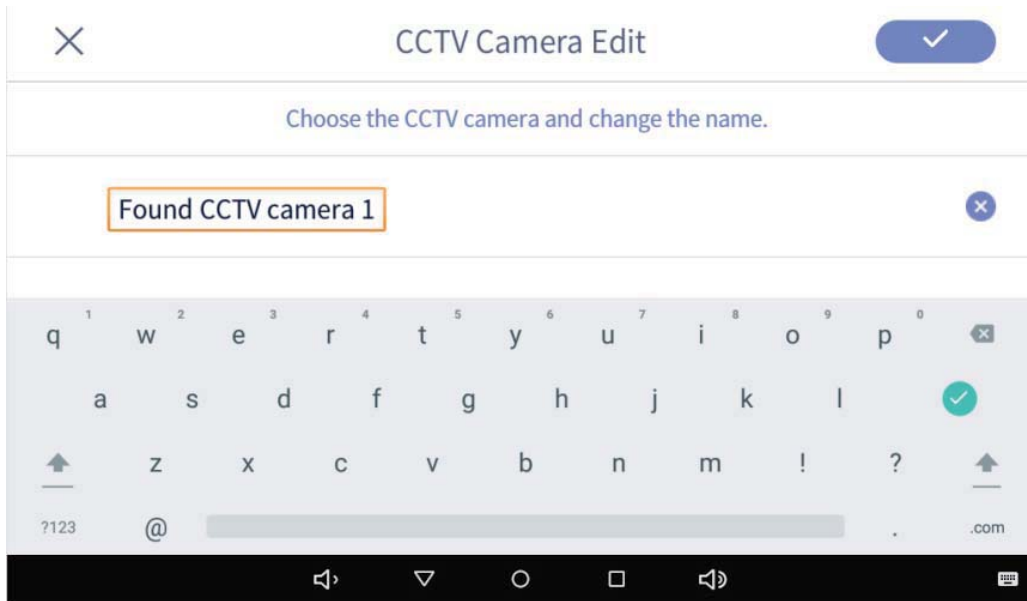 CCTV Camera Edit
Choose the CCTV camera and change the name.
Found CCTV camera 1
1 2 3 4 5 6 7 8 9 0
q w e r t y u i o p
a s d f g h j k l
z x c v b n m ! ?
?123 @ . .com